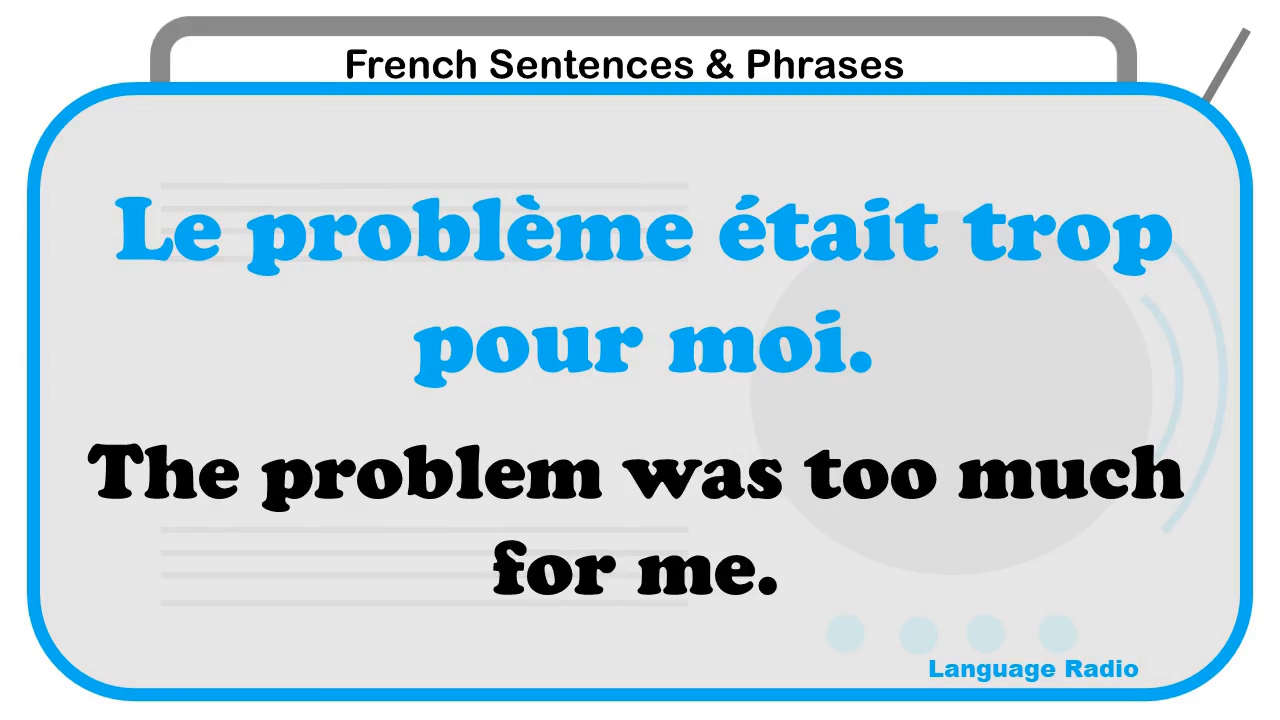 French Sentences & Phrases
Le problème était trop
pour moi.
The problem was too much
for me.
Language Radio